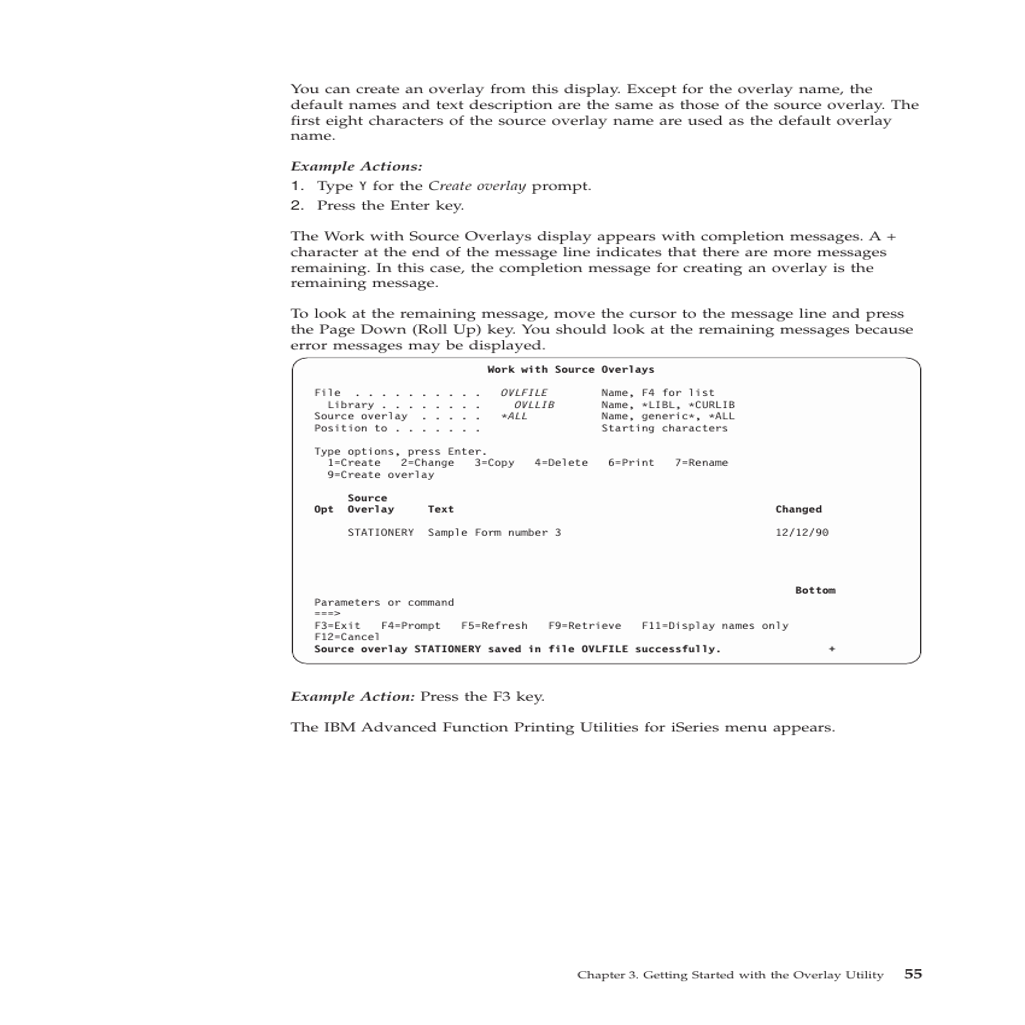 You can create an overlay from this display. Except for the overlay name, the
default names and text description are the same as those of the source overlay. The
first eight characters of the source overlay name are used as the default overlay
name.
Example Actions:
1. Type Y for the Create overlay prompt.
2. Press the Enter key.
The Work with Source Overlays display appears with completion messages. A +
character at the end of the message line indicates that there are more messages
remaining. In this case, the completion message for creating an overlay is the
remaining message.
To look at the remaining message, move the cursor to the message line and press
the Page Down (Roll Up) key. You should look at the remaining messages because
error messages may be displayed.
Work with Source Overlays
File . . . . . . . . . . OVLFILE Name, F4 for list
Library . . . . . . . . OVLLIB Name, *LIBL, *CURLIB
Source overlay . . . . . *ALL Name, generic*, *ALL
Position to . . . . . . . Starting characters
Type options, press Enter.
1=Create 2=Change 3=Copy 4=Delete 6=Print 7=Rename
9=Create overlay
Source
Opt Overlay Text Changed
STATIONERY Sample Form number 3 12/12/90
Bottom
Parameters or command
===>
F3=Exit F4=Prompt F5=Refresh F9=Retrieve F11=Display names only
F12=Cancel
Source overlay STATIONERY saved in file OVLFILE successfully. +
Example Action: Press the F3 key.
The IBM Advanced Function Printing Utilities for iSeries menu appears.
Chapter 3. Getting Started with the Overlay Utility 55